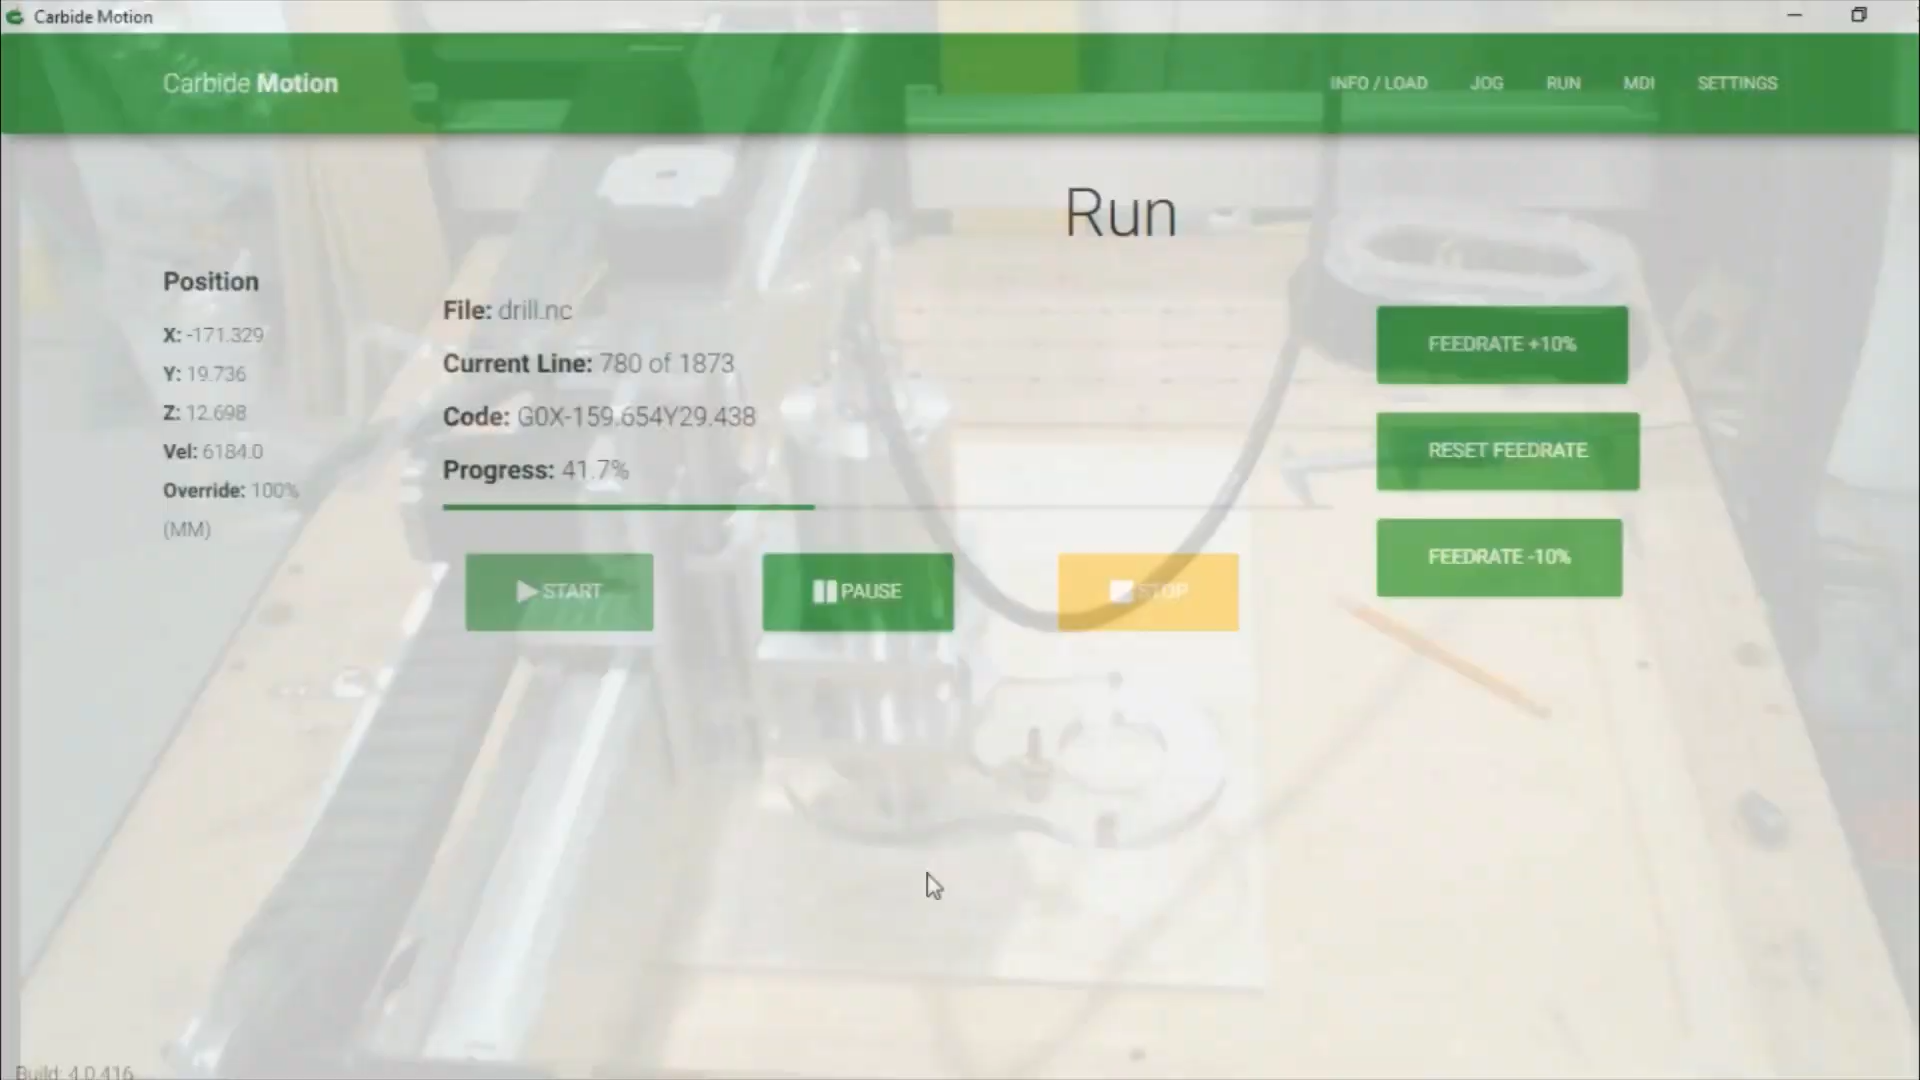 Carbide Motion
Carbide Motion
INFO / LOAD JOG RUN MDI SETTINGS
Run
Position
X: -171.329
Y: 19.736
Z: 12.698
Vel: 6184.0
Override: 100%
(MM)
File: drill.nc
Current Line: 780 of 1873
Code: G0X-159.654Y29.438
Progress: 41.7%
START
PAUSE
STOP
FEEDRATE +10%
RESET FEEDRATE
FEEDRATE -10%
Build: 4.0.416